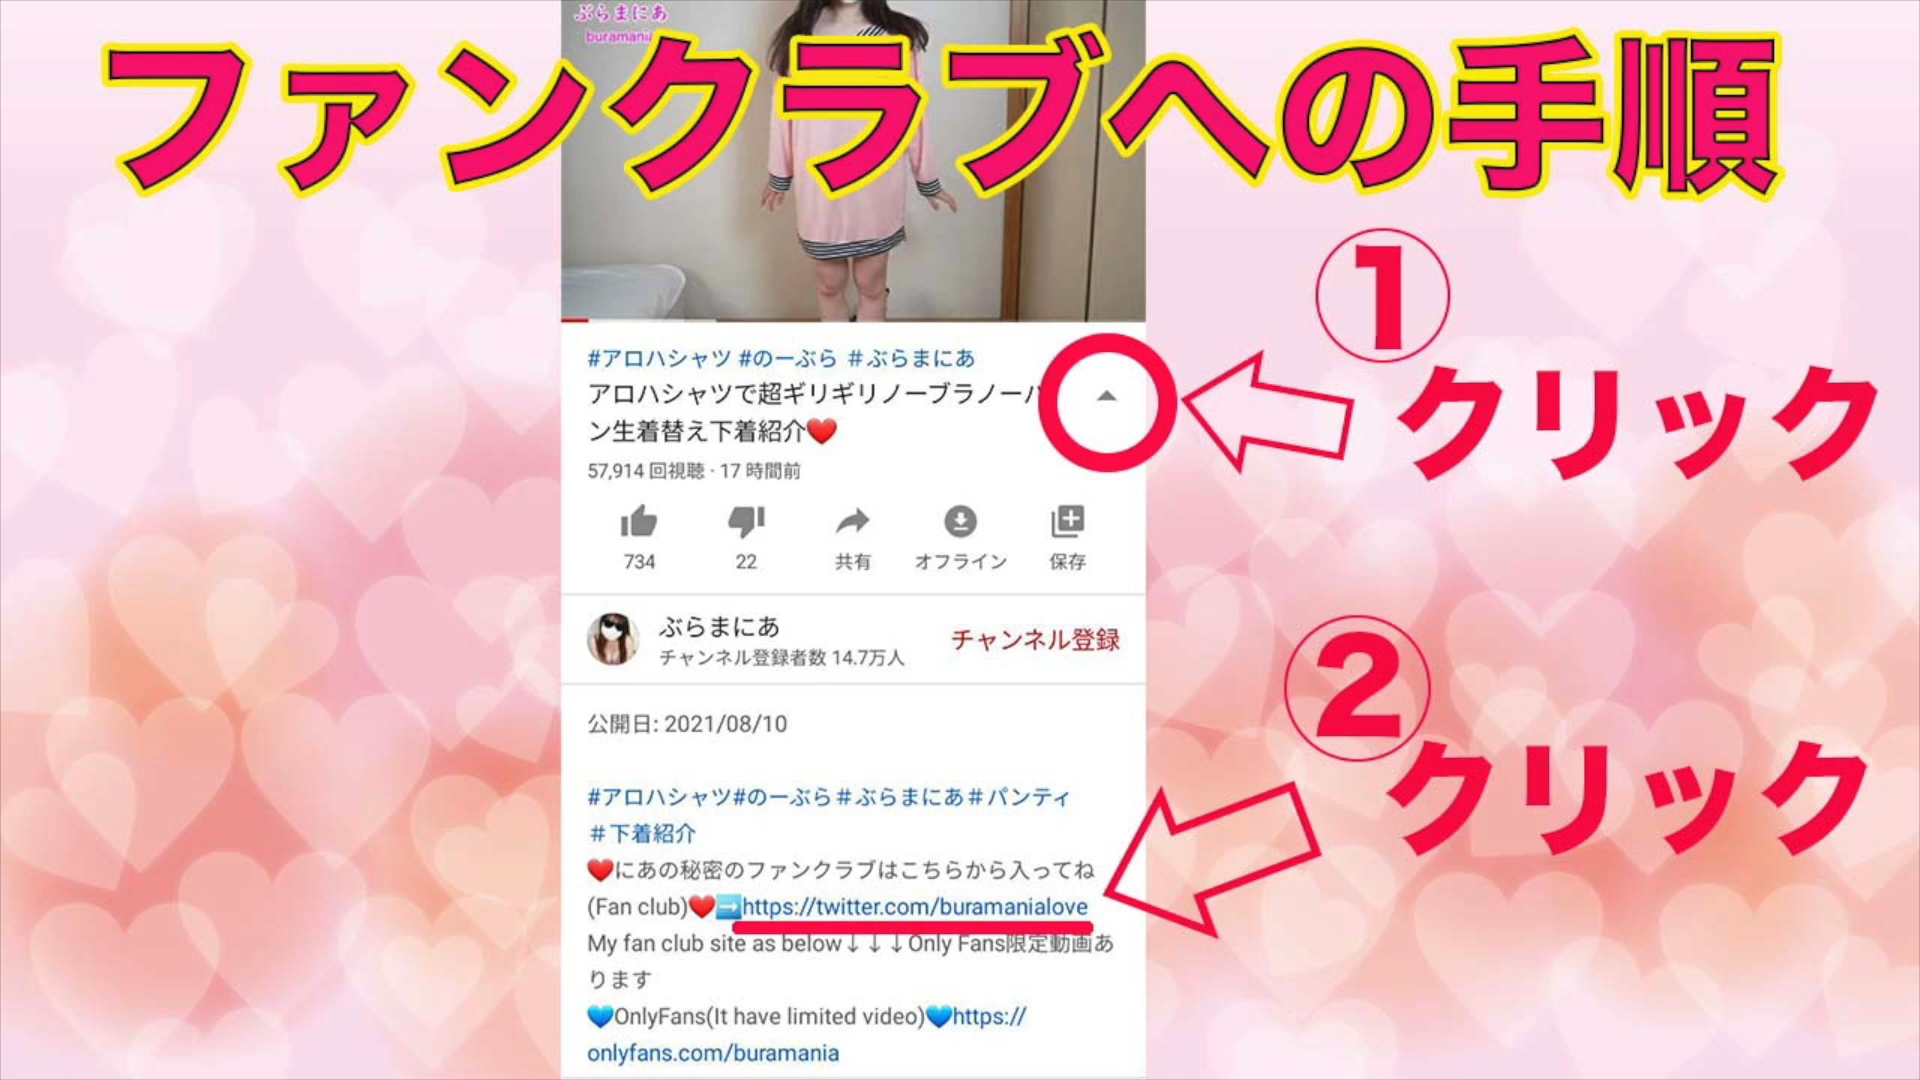 ぶらまにあ
buramania
ファンクラブへの手順
①
クリック
#アロハシャツ #のーぶら ＃ぶらまにあ
アロハシャツで超ギリギリノーブラノーパ
ン生着替え下着紹介❤️
57,914 回視聴 · 17 時間前
734
22
共有
オフライン
保存
ぶらまにあ
チャンネル登録者数 14.7万人
チャンネル登録
②
クリック
公開日: 2021/08/10
#アロハシャツ#のーぶら＃ぶらまにあ＃パンティ
＃下着紹介
❤️にあの秘密のファンクラブはこちらから入ってね
(Fan club)❤️➡️https://twitter.com/buramanialove
My fan club site as below↓↓↓Only Fans限定動画あ
ります
💙OnlyFans(It have limited video)💙https://
onlyfans.com/buramania